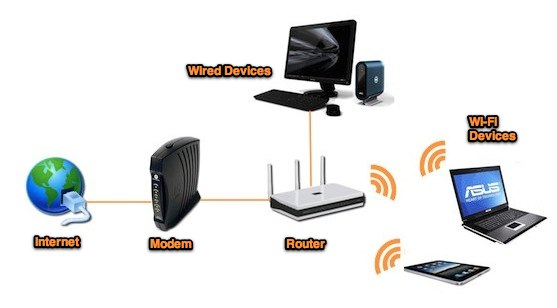 Wired Devices
Wi-Fi
Devices
ASUS
Internet
Modem
Router